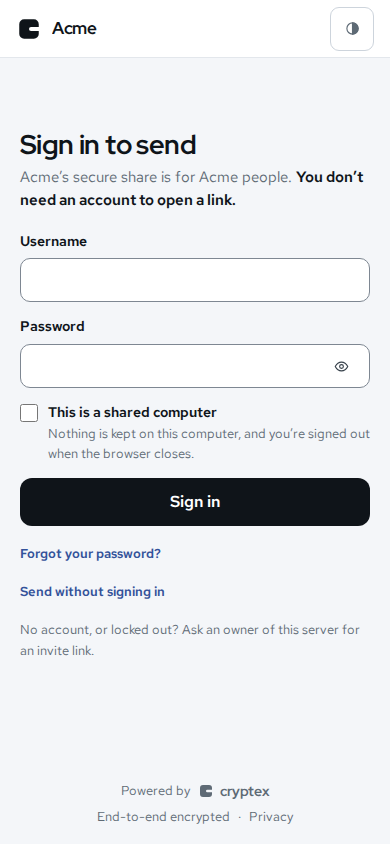 Acme
Sign in to send
Acme’s secure share is for Acme people. You don’t
need an account to open a link.
Username
Password
This is a shared computer
Nothing is kept on this computer, and you’re signed out
when the browser closes.
Sign in
Forgot your password?
Send without signing in
No account, or locked out? Ask an owner of this server for
an invite link.
Powered by cryptex
End-to-end encrypted · Privacy